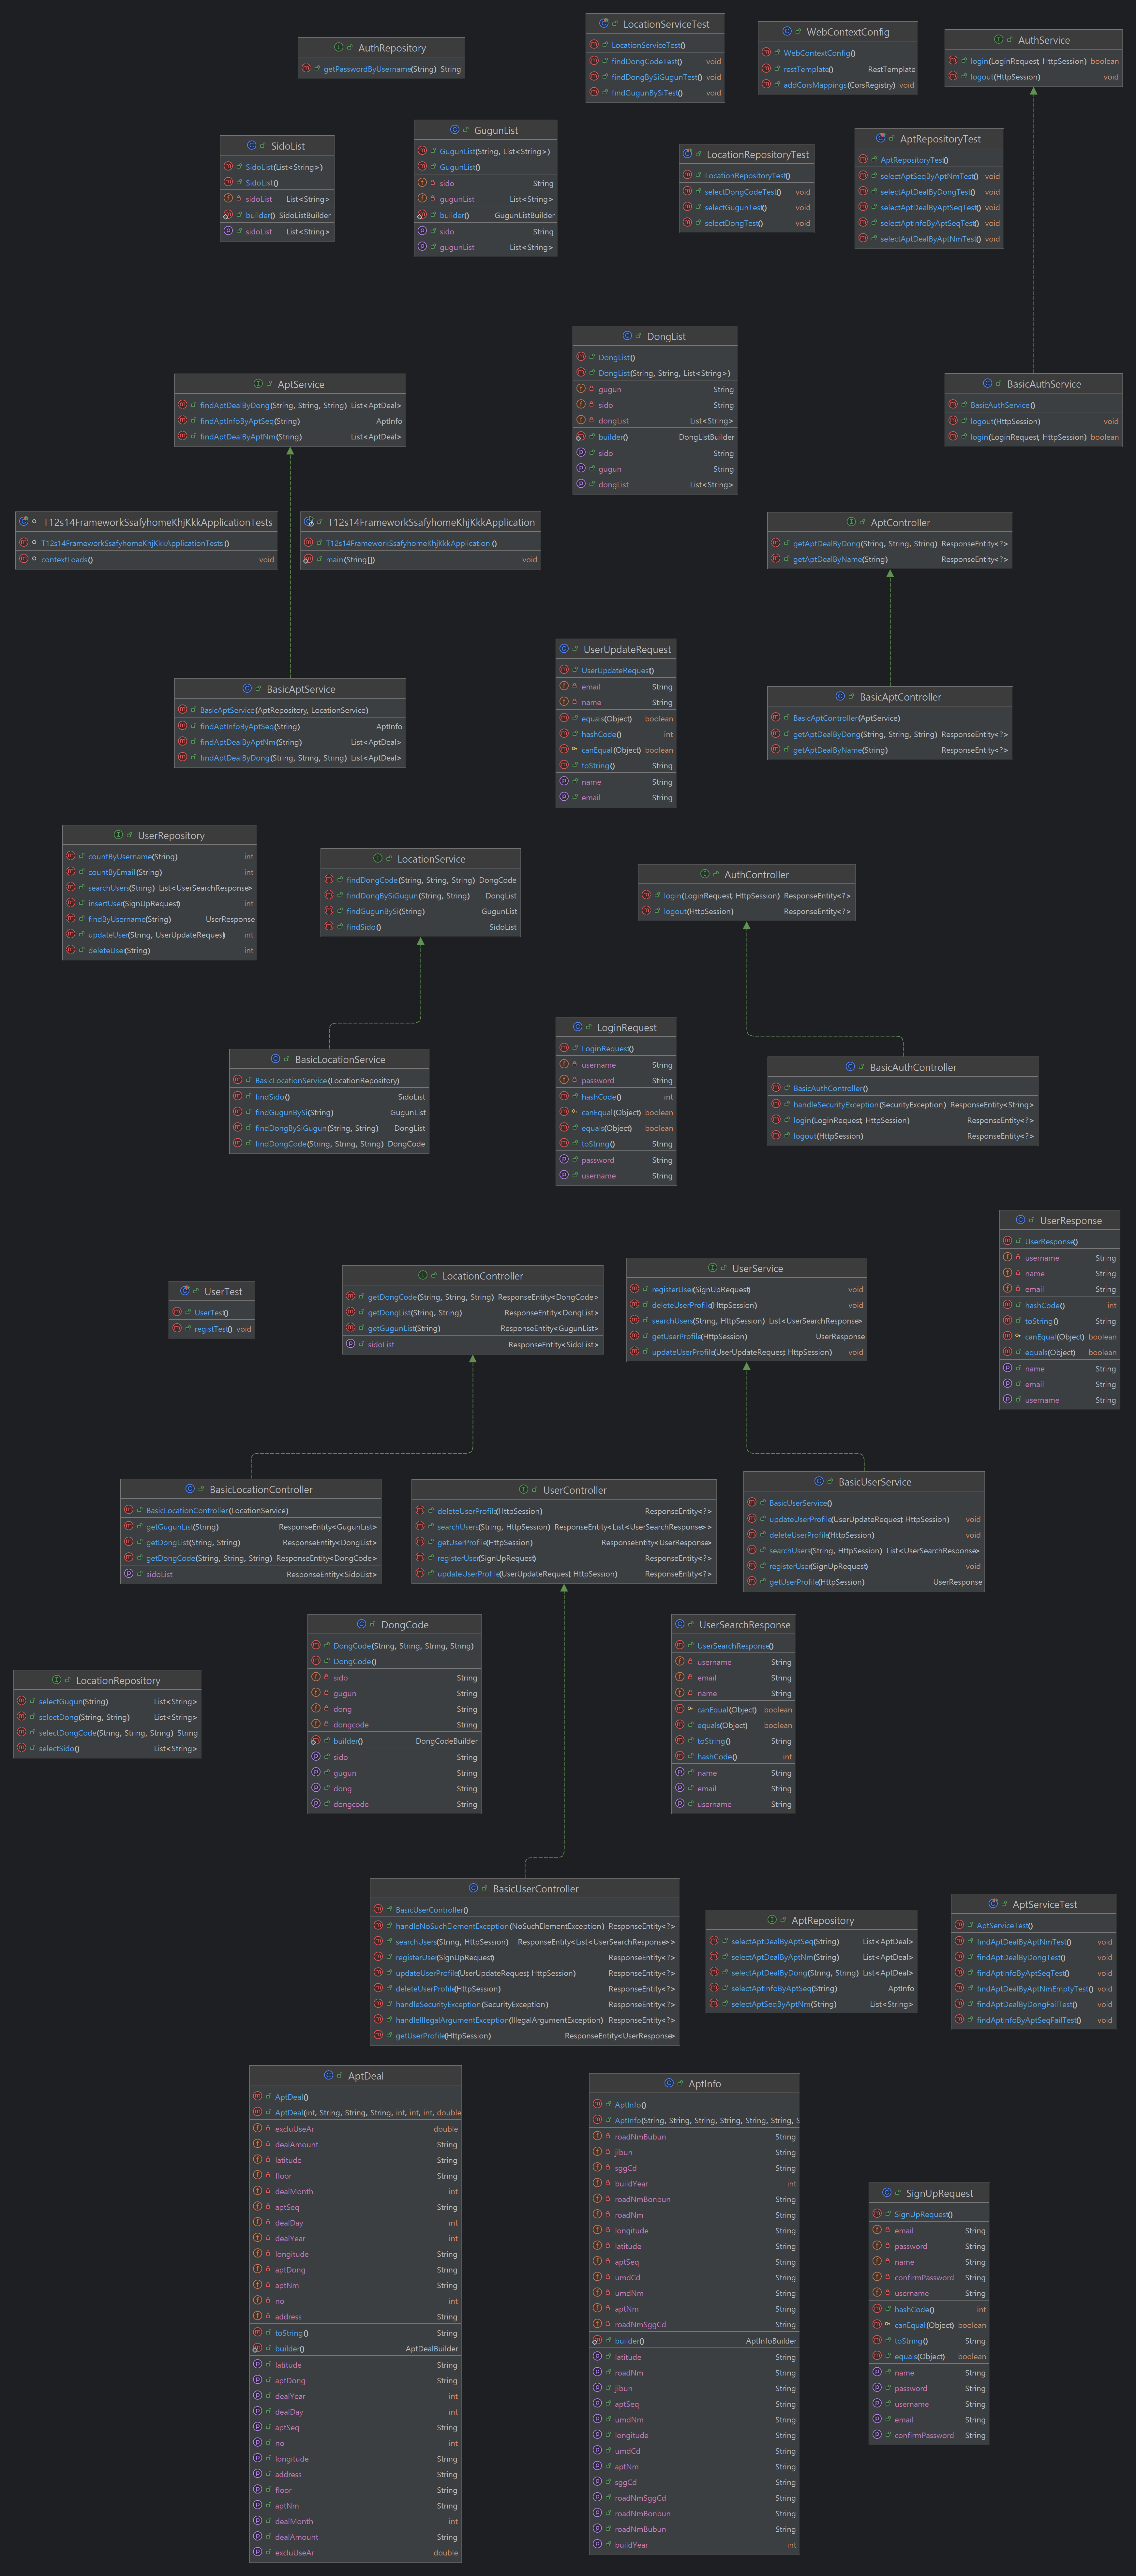 LocationServiceTest
LocationServiceTest()
findDongCodeTest() void
findDongBySiGugunTest() void
findGugunBySiTest() void
WebContextConfig
WebContextConfig()
restTemplate() RestTemplate
addCorsMappings(CorsRegistry) void
AuthService
login(LoginRequest, HttpSession) boolean
logout(HttpSession) void
AuthRepository
getPasswordByUsername(String) String
SidoList
SidoList(List<String>)
SidoList()
sidoList List<String>
builder() SidoListBuilder
sidoList List<String>
GugunList
GugunList(String, List<String>)
GugunList()
sido String
gugunList List<String>
builder() GugunListBuilder
sido String
gugunList List<String>
LocationRepositoryTest
LocationRepositoryTest()
selectDongCodeTest() void
selectGugunTest() void
selectDongTest() void
AptRepositoryTest
AptRepositoryTest()
selectAptSeqByAptNmTest() void
selectAptDealByDongTest() void
selectAptDealByAptSeqTest() void
selectAptInfoByAptSeqTest() void
selectAptDealByAptNmTest() void
DongList
DongList()
DongList(String, String, List<String>)
gugun String
sido String
dongList List<String>
builder() DongListBuilder
sido String
gugun String
dongList List<String>
AptService
findAptDealByDong(String, String, String) List<AptDeal>
findAptInfoByAptSeq(String) AptInfo
findAptDealByAptNm(String) List<AptDeal>
BasicAuthService
BasicAuthService()
logout(HttpSession) void
login(LoginRequest, HttpSession) boolean
T12s14FrameworkSsafyhomeKhjKkkApplicationTests
T12s14FrameworkSsafyhomeKhjKkkApplicationTests()
contextLoads() void
T12s14FrameworkSsafyhomeKhjKkkApplication
T12s14FrameworkSsafyhomeKhjKkkApplication()
main(String[]) void
AptController
getAptDealByDong(String, String, String) ResponseEntity<?>
getAptDealByName(String) ResponseEntity<?>
UserUpdateRequest
UserUpdateRequest()
email String
name String
equals(Object) boolean
hashCode() int
canEqual(Object) boolean
toString() String
name String
email String
BasicAptService
BasicAptService(AptRepository, LocationService)
findAptInfoByAptSeq(String) AptInfo
findAptDealByAptNm(String) List<AptDeal>
findAptDealByDong(String, String, String) List<AptDeal>
BasicAptController
BasicAptController(AptService)
getAptDealByDong(String, String, String) ResponseEntity<?>
getAptDealByName(String) ResponseEntity<?>
UserRepository
countByUsername(String) int
countByEmail(String) int
searchUsers(String) List<UserSearchResponse>
insertUser(SignUpRequest) int
findByUsername(String) UserResponse
updateUser(String, UserUpdateRequest) int
deleteUser(String) int
LocationService
findDongCode(String, String, String) DongCode
findDongBySiGugun(String, String) DongList
findGugunBySi(String) GugunList
findSido() SidoList
AuthController
login(LoginRequest, HttpSession) ResponseEntity<?>
logout(HttpSession) ResponseEntity<?>
BasicLocationService
BasicLocationService(LocationRepository)
findSido() SidoList
findGugunBySi(String) GugunList
findDongBySiGugun(String, String) DongList
findDongCode(String, String, String) DongCode
LoginRequest
LoginRequest()
username String
password String
hashCode() int
canEqual(Object) boolean
equals(Object) boolean
toString() String
password String
username String
BasicAuthController
BasicAuthController()
handleSecurityException(SecurityException) ResponseEntity<String>
login(LoginRequest, HttpSession) ResponseEntity<?>
logout(HttpSession) ResponseEntity<?>
UserResponse
UserResponse()
username String
name String
email String
hashCode() int
toString() String
canEqual(Object) boolean
equals(Object) boolean
name String
email String
username String
UserTest
UserTest()
registTest() void
LocationController
getDongCode(String, String, String) ResponseEntity<DongCode>
getDongList(String, String) ResponseEntity<DongList>
getGugunList(String) ResponseEntity<GugunList>
sidoList ResponseEntity<SidoList>
UserService
registerUser(SignUpRequest) void
deleteUserProfile(HttpSession) void
searchUsers(String, HttpSession) List<UserSearchResponse>
getUserProfile(HttpSession) UserResponse
updateUserProfile(UserUpdateRequest, HttpSession) void
BasicLocationController
BasicLocationController(LocationService)
getGugunList(String) ResponseEntity<GugunList>
getDongList(String, String) ResponseEntity<DongList>
getDongCode(String, String, String) ResponseEntity<DongCode>
sidoList ResponseEntity<SidoList>
UserController
deleteUserProfile(HttpSession) ResponseEntity<?>
searchUsers(String, HttpSession) ResponseEntity<List<UserSearchResponse>>
getUserProfile(HttpSession) ResponseEntity<UserResponse>
registerUser(SignUpRequest) ResponseEntity<?>
updateUserProfile(UserUpdateRequest, HttpSession) ResponseEntity<?>
BasicUserService
BasicUserService()
updateUserProfile(UserUpdateRequest, HttpSession) void
deleteUserProfile(HttpSession) void
searchUsers(String, HttpSession) List<UserSearchResponse>
registerUser(SignUpRequest) void
getUserProfile(HttpSession) UserResponse
DongCode
DongCode(String, String, String, String)
DongCode()
sido String
gugun String
dong String
dongcode String
builder() DongCodeBuilder
sido String
gugun String
dong String
dongcode String
UserSearchResponse
UserSearchResponse()
username String
email String
name String
canEqual(Object) boolean
equals(Object) boolean
toString() String
hashCode() int
name String
email String
username String
LocationRepository
selectGugun(String) List<String>
selectDong(String, String) List<String>
selectDongCode(String, String, String) String
selectSido() List<String>
BasicUserController
BasicUserController()
handleNoSuchElementException(NoSuchElementException) ResponseEntity<?>
searchUsers(String, HttpSession) ResponseEntity<List<UserSearchResponse>>
registerUser(SignUpRequest) ResponseEntity<?>
updateUserProfile(UserUpdateRequest, HttpSession) ResponseEntity<?>
deleteUserProfile(HttpSession) ResponseEntity<?>
handleSecurityException(SecurityException) ResponseEntity<?>
handleIllegalArgumentException(IllegalArgumentException) ResponseEntity<?>
getUserProfile(HttpSession) ResponseEntity<UserResponse>
AptRepository
selectAptDealByAptSeq(String) List<AptDeal>
selectAptDealByAptNm(String) List<AptDeal>
selectAptDealByDong(String, String) List<AptDeal>
selectAptInfoByAptSeq(String) AptInfo
selectAptSeqByAptNm(String) List<String>
AptServiceTest
AptServiceTest()
findAptDealByAptNmTest() void
findAptDealByDongTest() void
findAptInfoByAptSeqTest() void
findAptDealByAptNmEmptyTest() void
findAptDealByDongFailTest() void
findAptInfoByAptSeqFailTest() void
AptDeal
AptDeal()
AptDeal(int, String, String, String, int, int, int, double
excluUseAr double
dealAmount String
latitude String
floor String
dealMonth int
aptSeq String
dealDay int
dealYear int
longitude String
aptDong String
aptNm String
no int
address String
toString() String
builder() AptDealBuilder
latitude String
aptDong String
dealYear int
dealDay int
aptSeq String
no int
longitude String
address String
floor String
aptNm String
dealMonth int
dealAmount String
excluUseAr double
AptInfo
AptInfo()
AptInfo(String, String, String, String, String, String, S
roadNmBubun String
jibun String
sggCd String
buildYear int
roadNmBonbun String
roadNm String
longitude String
latitude String
aptSeq String
umdCd String
umdNm String
aptNm String
roadNmSggCd String
builder() AptInfoBuilder
latitude String
roadNm String
jibun String
aptSeq String
umdNm String
longitude String
umdCd String
aptNm String
sggCd String
roadNmSggCd String
roadNmBonbun String
roadNmBubun String
buildYear int
SignUpRequest
SignUpRequest()
email String
password String
name String
confirmPassword String
username String
hashCode() int
canEqual(Object) boolean
toString() String
equals(Object) boolean
name String
password String
username String
email String
confirmPassword String